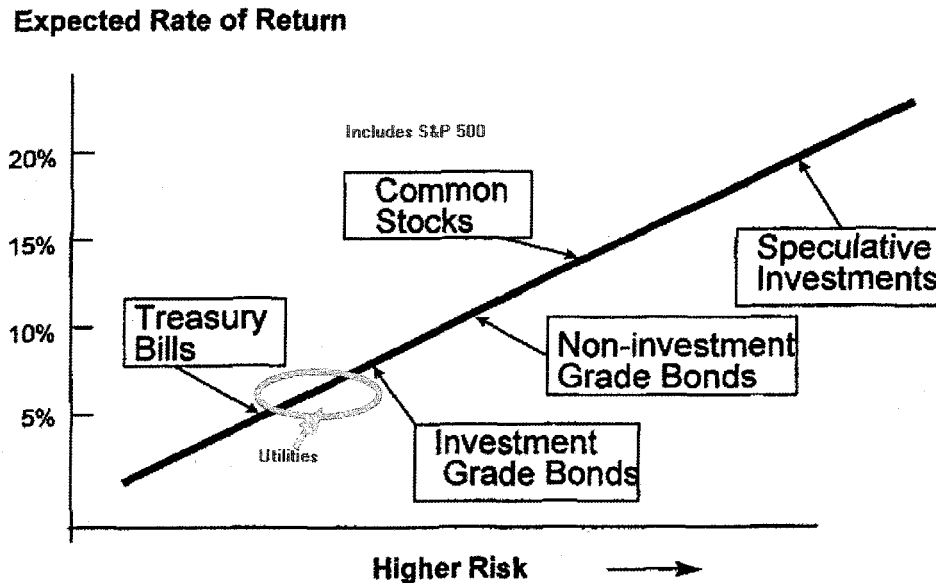 Expected Rate of Return
Includes S&P 500
20%
Common
Stocks
15%
Speculative
Investments
Treasury
Bills
10%
Non-investment
Grade Bonds
5%
Utilities
Investment
Grade Bonds
Higher Risk